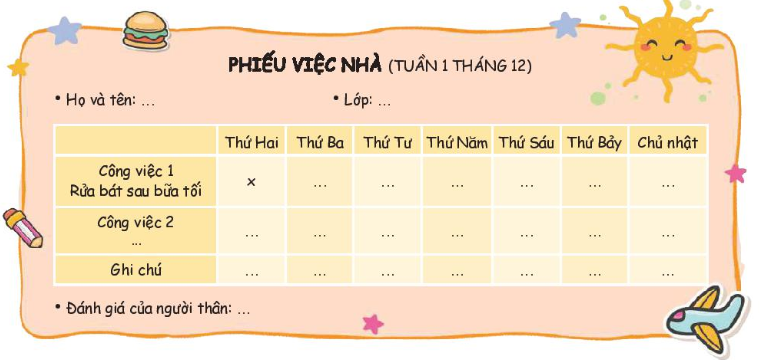 PHIẾU VIỆC NHÀ (TUẦN 1 THÁNG 12)
• Họ và tên: ... • Lớp: ...
Thứ Hai Thứ Ba Thứ Tư Thứ Năm Thứ Sáu Thứ Bảy Chủ nhật
Công việc 1
Rửa bát sau bữa tối x ... ... ... ... ... ...
Công việc 2
... ... ... ... ... ... ... ...
Ghi chú ... ... ... ... ... ... ...
• Đánh giá của người thân: ...